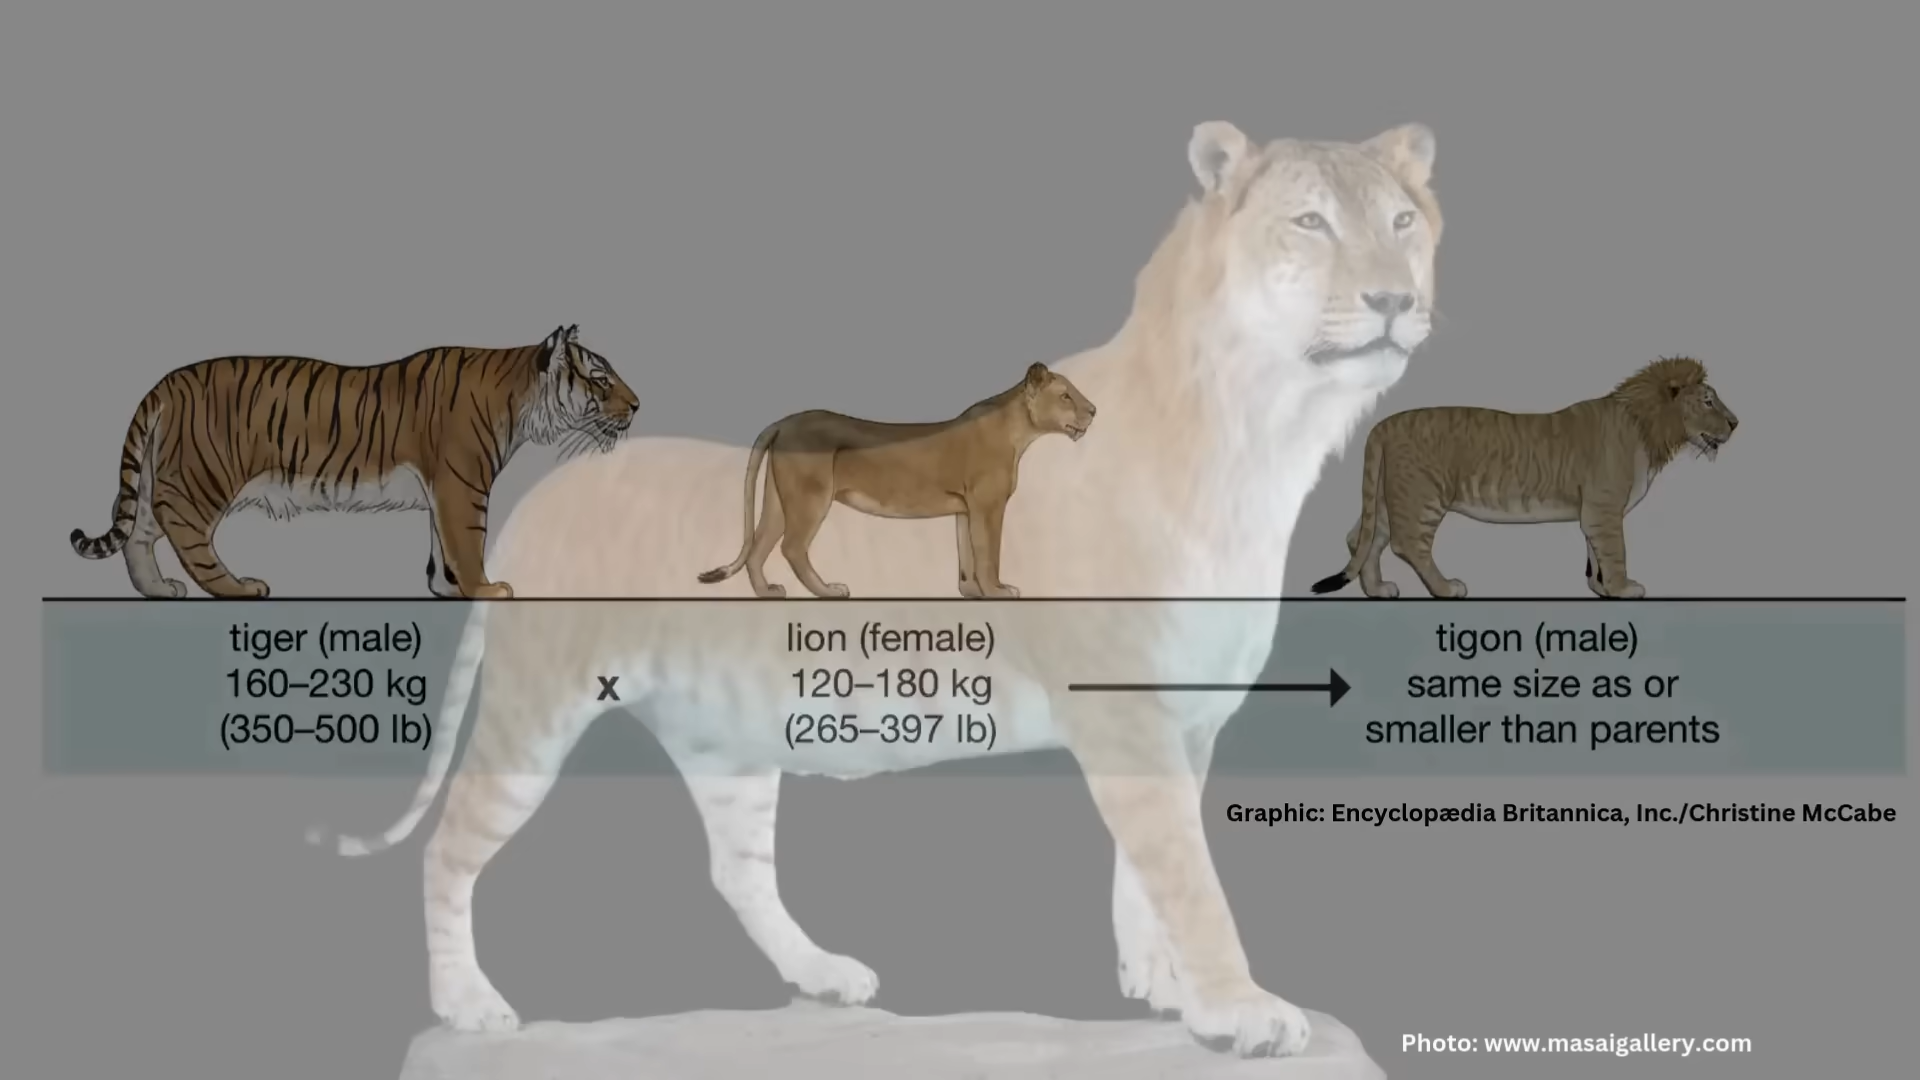 tiger (male)
160–230 kg
(350–500 lb)
x
lion (female)
120–180 kg
(265–397 lb)
tigon (male)
same size as or
smaller than parents
Graphic: Encyclopædia Britannica, Inc./Christine McCabe
Photo: www.masaigallery.com